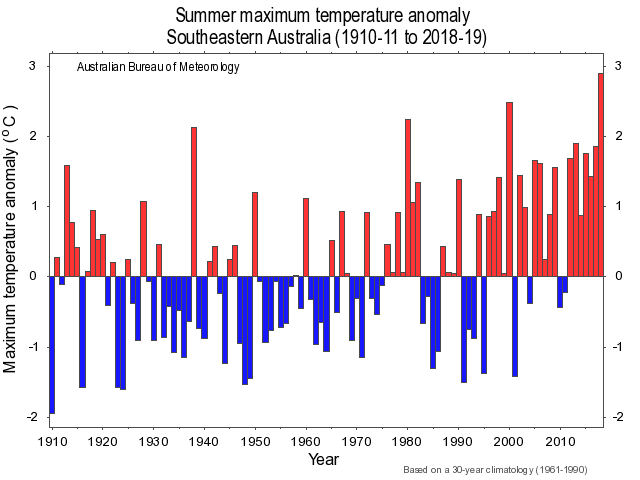 Summer maximum temperature anomaly
Southeastern Australia (1910-11 to 2018-19)
Australian Bureau of Meteorology
Maximum temperature anomaly (°C)
3
2
1
0
-1
-2
3
2
1
0
-1
-2
1910 1920 1930 1940 1950 1960 1970 1980 1990 2000 2010
Year
Based on a 30-year climatology (1961-1990)